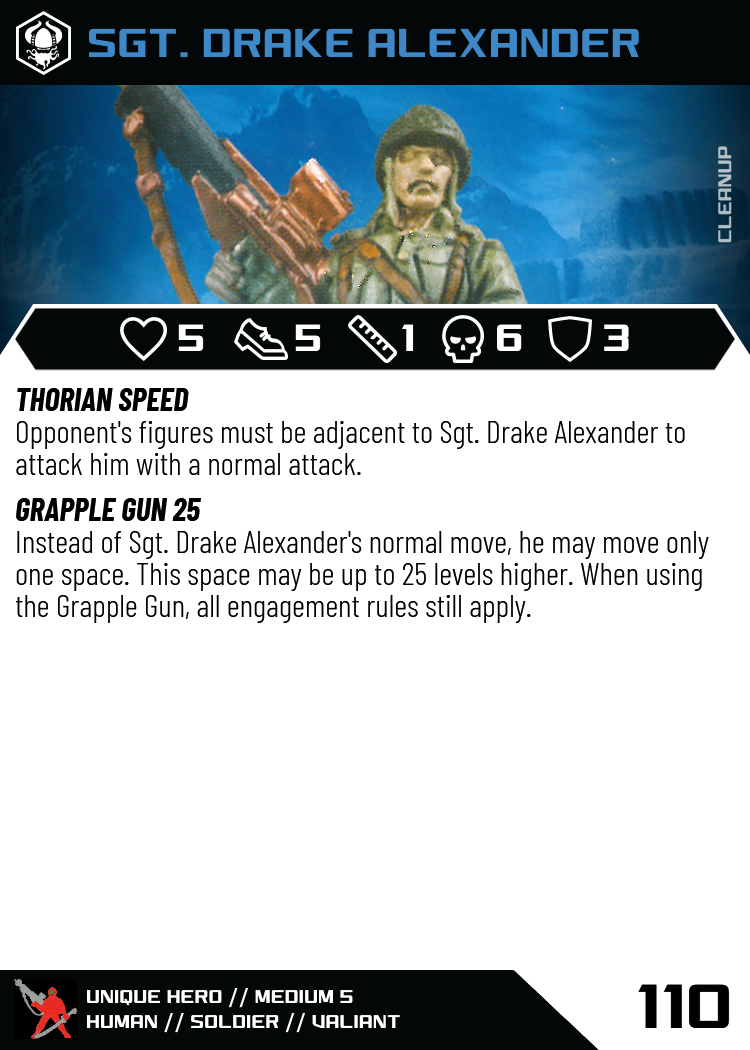 SGT. DRAKE ALEXANDER
CLEANUP
5 5 1 6 3
THORIAN SPEED
Opponent's figures must be adjacent to Sgt. Drake Alexander to
attack him with a normal attack.
GRAPPLE GUN 25
Instead of Sgt. Drake Alexander's normal move, he may move only
one space. This space may be up to 25 levels higher. When using
the Grapple Gun, all engagement rules still apply.
UNIQUE HERO // MEDIUM 5
HUMAN // SOLDIER // VALIANT
110